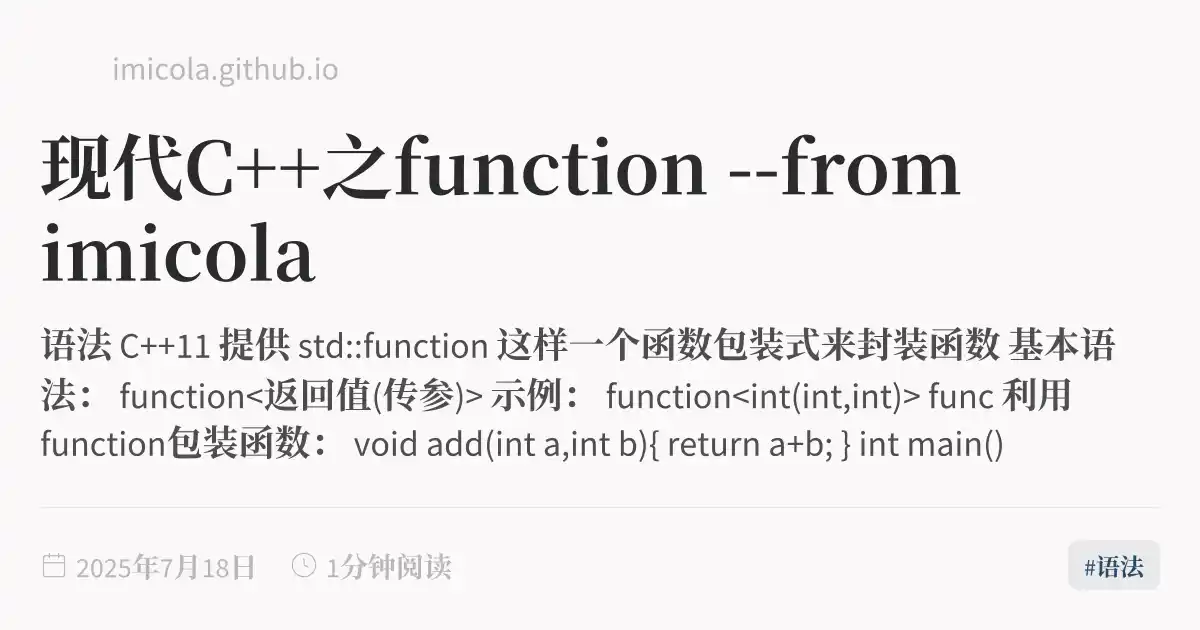 imicola.github.io
现代C++之function --from
imicola
语法 C++11 提供 std::function 这样一个函数包装式来封装函数 基本语
法： function<返回值(传参)> 示例： function<int(int,int)> func 利用
function包装函数： void add(int a,int b){ return a+b; } int main()
2025年7月18日 1分钟阅读 #语法